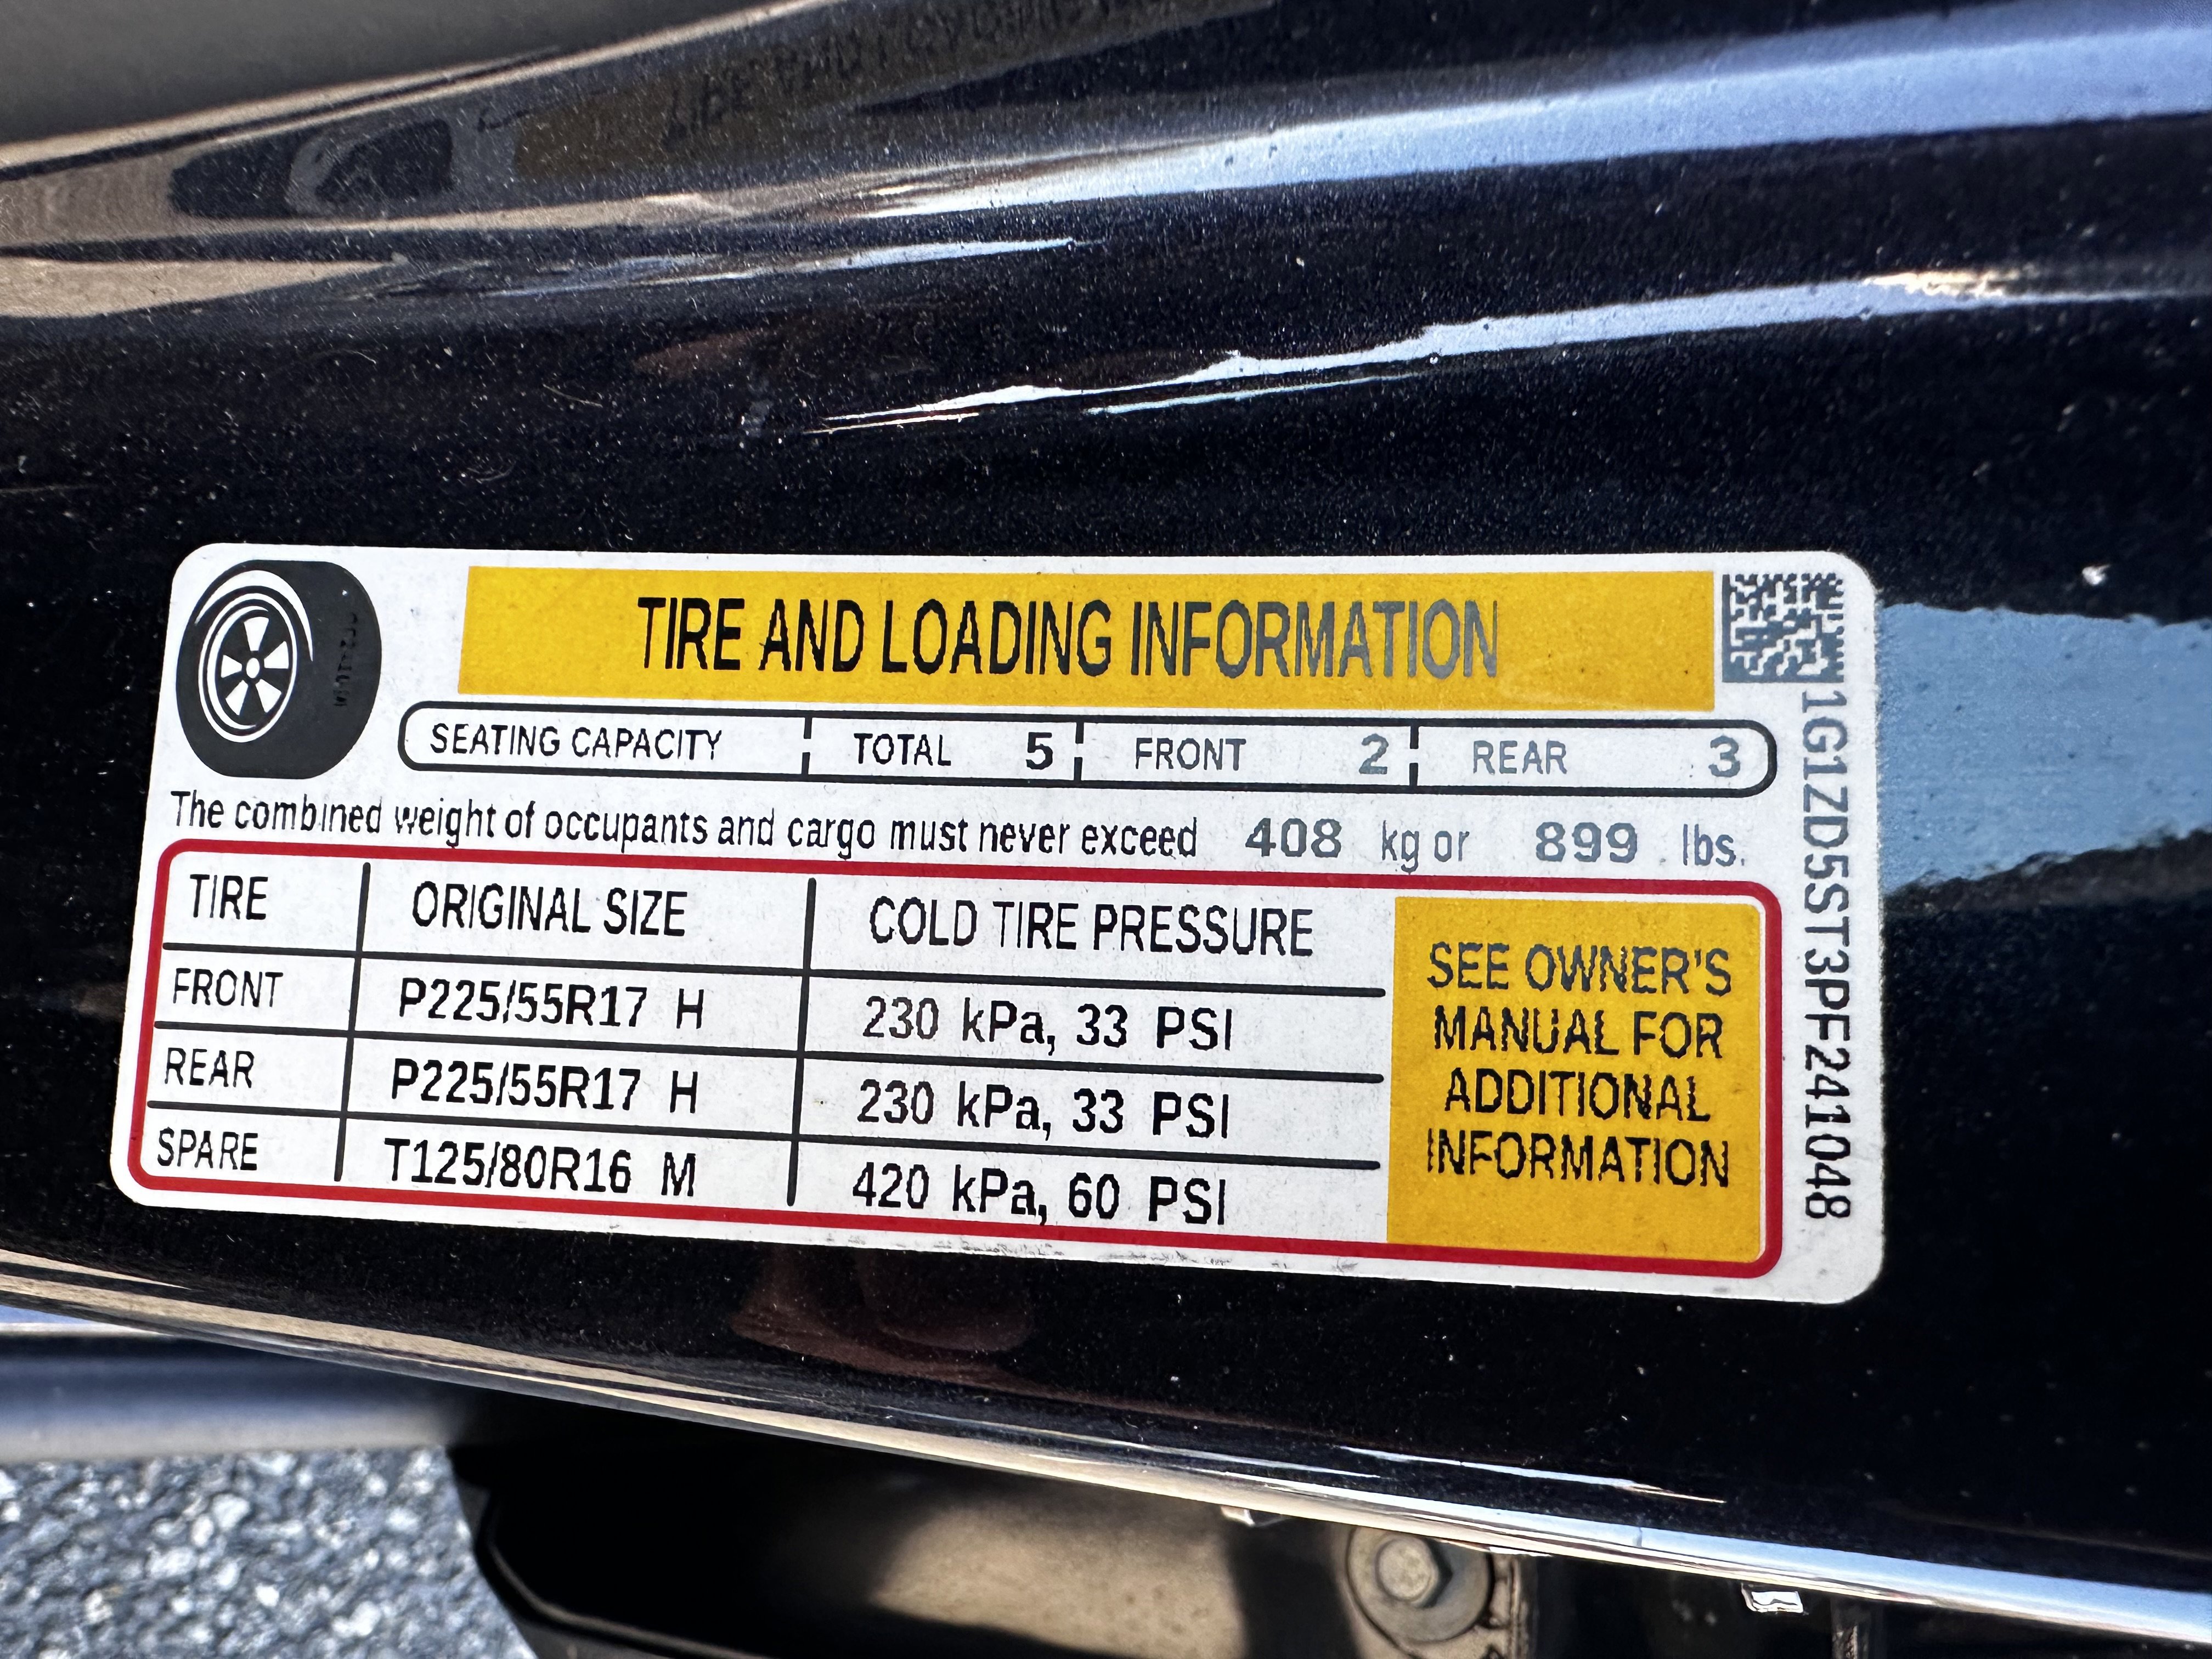 TIRE AND LOADING INFORMATION
SEATING CAPACITY TOTAL 5 FRONT 2 REAR 3
The combined weight of occupants and cargo must never exceed 408 kg or 899 lbs.
TIRE ORIGINAL SIZE COLD TIRE PRESSURE
FRONT P225/55R17 H 230 kPa, 33 PSI
REAR P225/55R17 H 230 kPa, 33 PSI
SPARE T125/80R16 M 420 kPa, 60 PSI
SEE OWNER'S
MANUAL FOR
ADDITIONAL
INFORMATION
1G1ZD5ST3PF241048